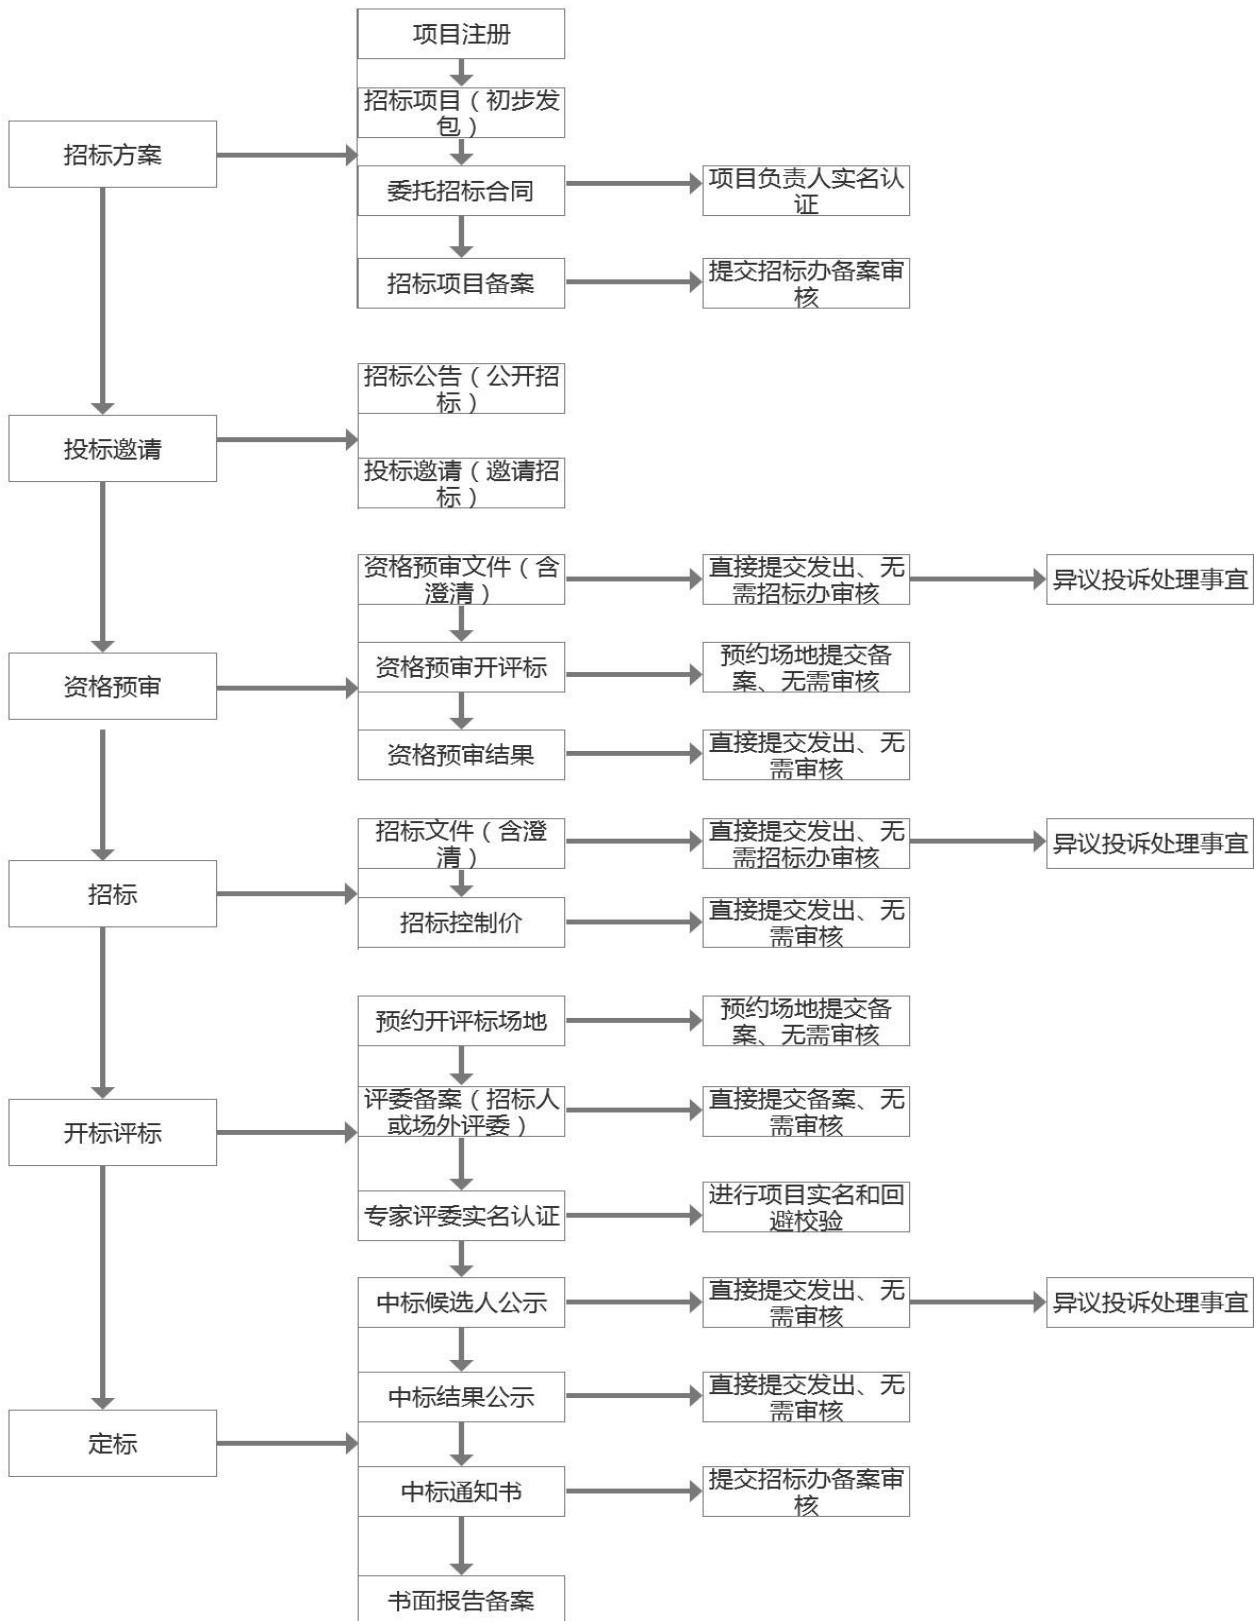 项目注册
招标项目（初步发
包）
招标方案
委托招标合同
项目负责人实名认
证
招标项目备案
提交招标办备案审
核
招标公告（公开招
标）
投标邀请
投标邀请（邀请招
标）
资格预审文件（含
澄清）
直接提交发出、无
需招标办审核
异议投诉处理事宜
资格预审
资格预审开评标
预约场地提交备
案、无需审核
资格预审结果
直接提交发出、无
需审核
招标文件（含澄
清）
直接提交发出、无
需招标办审核
异议投诉处理事宜
招标
招标控制价
直接提交发出、无
需审核
预约开评标场地
预约场地提交备
案、无需审核
开标评标
评委备案（招标人
或场外评委）
直接提交备案、无
需审核
专家评委实名认证
进行项目实名和回
避校验
中标候选人公示
直接提交发出、无
需审核
异议投诉处理事宜
中标结果公示
直接提交发出、无
需审核
定标
中标通知书
提交招标办备案审
核
书面报告备案